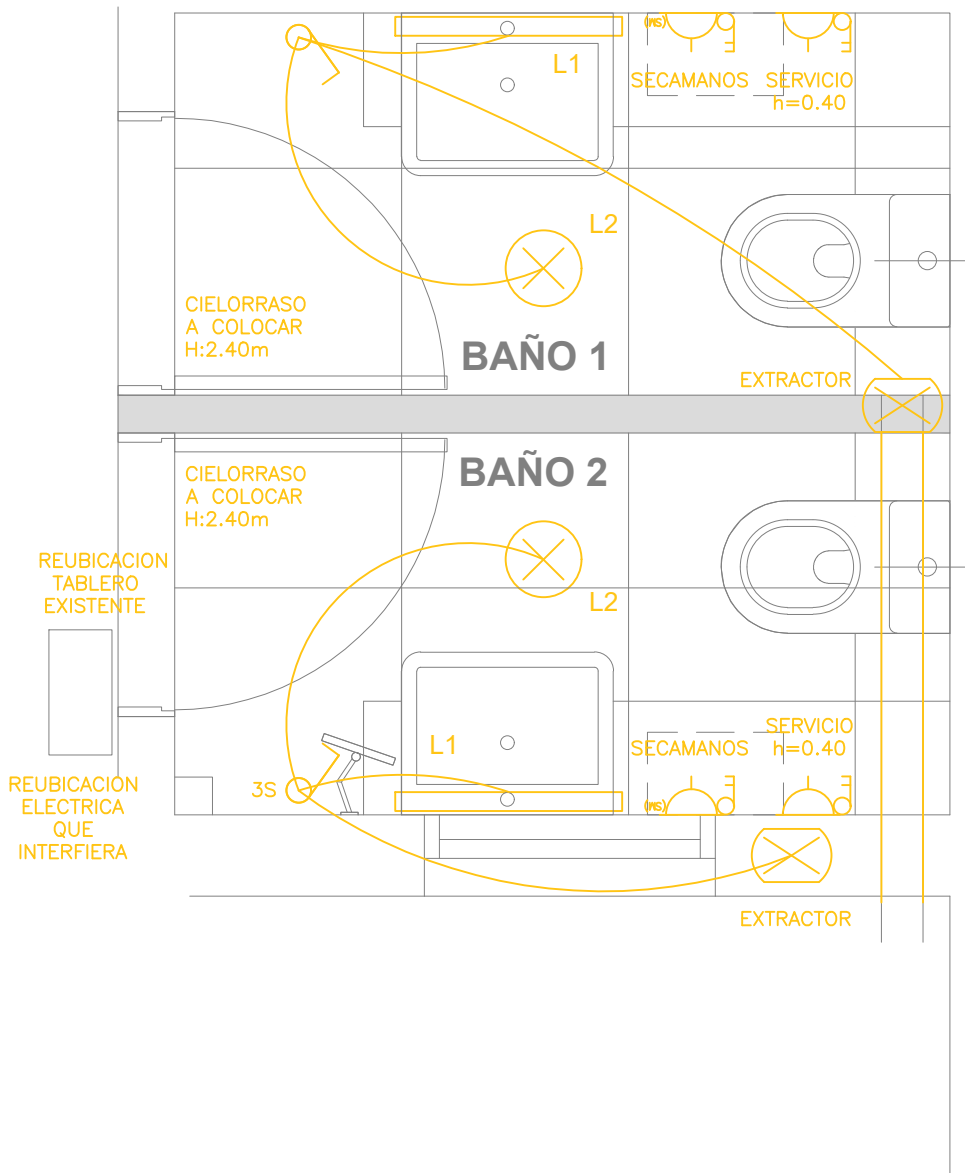 L1
SECAMANOS
SERVICIO
h=0.40
L2
CIELORRASO
A COLOCAR
H:2.40m
BAÑO 1
EXTRACTOR
BAÑO 2
CIELORRASO
A COLOCAR
H:2.40m
REUBICACION
TABLERO
EXISTENTE
L2
L1
SECAMANOS
SERVICIO
h=0.40
3S
REUBICACION
ELECTRICA
QUE
INTERFIERA
EXTRACTOR